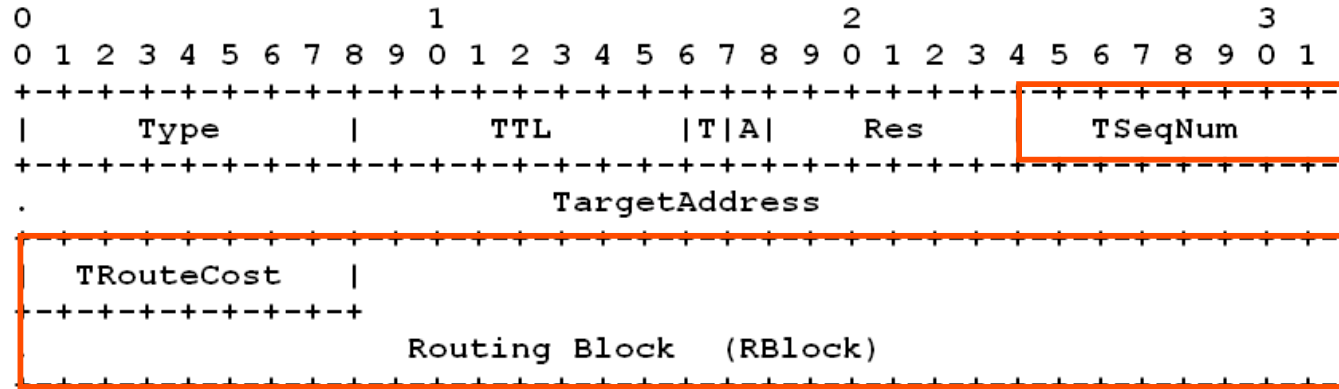 0                   1                   2                   3
0 1 2 3 4 5 6 7 8 9 0 1 2 3 4 5 6 7 8 9 0 1 2 3 4 5 6 7 8 9 0 1
+-+-+-+-+-+-+-+-+-+-+-+-+-+-+-+-+-+-+-+-+-+-+-+-+-+-+-+-+-+-+-+-
|     Type      |      TTL      |T|A|    Res    |   TSeqNum
+-+-+-+-+-+-+-+-+-+-+-+-+-+-+-+-+-+-+-+-+-+-+-+-+-+-+-+-+-+-+-+-
.                         TargetAddress
+-+-+-+-+-+-+-+-+-+-+-+-+-+-+-+-+-+-+-+-+-+-+-+-+-+-+-+-+-+-+-+-
|  TRouteCost   |
+-+-+-+-+-+-+-+-+
.                  Routing Block  (RBlock)
+-+-+-+-+-+-+-+-+-+-+-+-+-+-+-+-+-+-+-+-+-+-+-+-+-+-+-+-+-+-+-+-